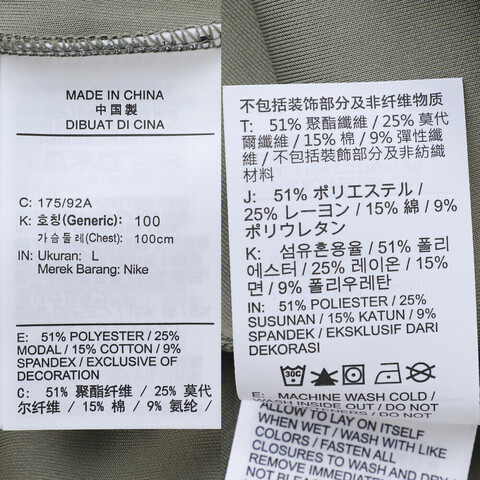 MADE IN CHINA
中国製
DIBUAT DI CINA
C: 175/92A
K: 호칭(Generic): 100
가슴둘레(Chest): 100cm
IN: Ukuran: L
Merek Barang: Nike
E: 51% POLYESTER / 25%
MODAL / 15% COTTON / 9%
SPANDEX / EXCLUSIVE OF
DECORATION
C: 51% 聚酯纤维 / 25% 莫代
尔纤维 / 15% 棉 / 9% 氨纶 /
不包括装饰部分及非纤维物质
T: 51% 聚酯纖維 / 25% 莫代
爾纖維 / 15% 棉 / 9% 彈性纖
維 / 不包括裝飾部分及非紡織
材料
J: 51% ポリエステル /
25% レーヨン / 15% 綿 / 9%
ポリウレタン
K: 섬유혼용율 / 51% 폴리
에스터 / 25% 레이온 / 15%
면 / 9% 폴리우레탄
IN: 51% POLIESTER / 25%
SUSUNAN / 15% KATUN / 9%
SPANDEK / EKSKLUSIF DARI
DEKORASI
30C
E: MACHINE WASH COLD /
WASH INSIDE OUT / DO NOT
ALLOW TO LAY ON ITSELF
WHEN WET / WASH WITH LIKE
COLORS / FASTEN ALL
CLOSURES TO WASH AND DRY /
REMOVE IMMEDIATELY